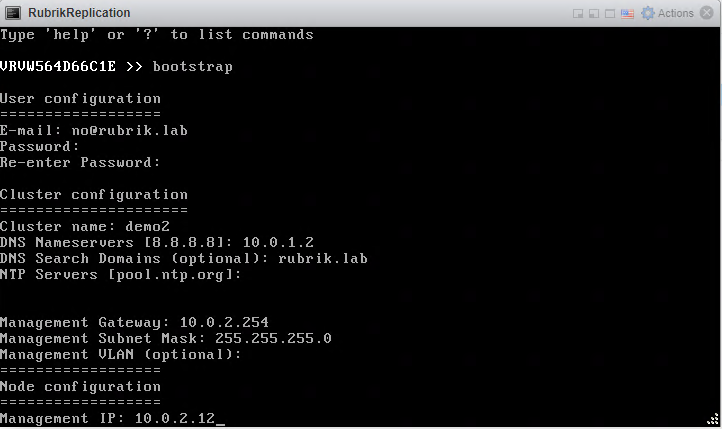 RubrikReplication
Actions
Type 'help' or '?' to list commands
VRVW564D66C1E >> bootstrap
User configuration
==================
E-mail: no@rubrik.lab
Password:
Re-enter Password:
Cluster configuration
=====================
Cluster name: demo2
DNS Nameservers [8.8.8.8]: 10.0.1.2
DNS Search Domains (optional): rubrik.lab
NTP Servers [pool.ntp.org]:
Management Gateway: 10.0.2.254
Management Subnet Mask: 255.255.255.0
Management VLAN (optional):
==================
Node configuration
==================
Management IP: 10.0.2.12_